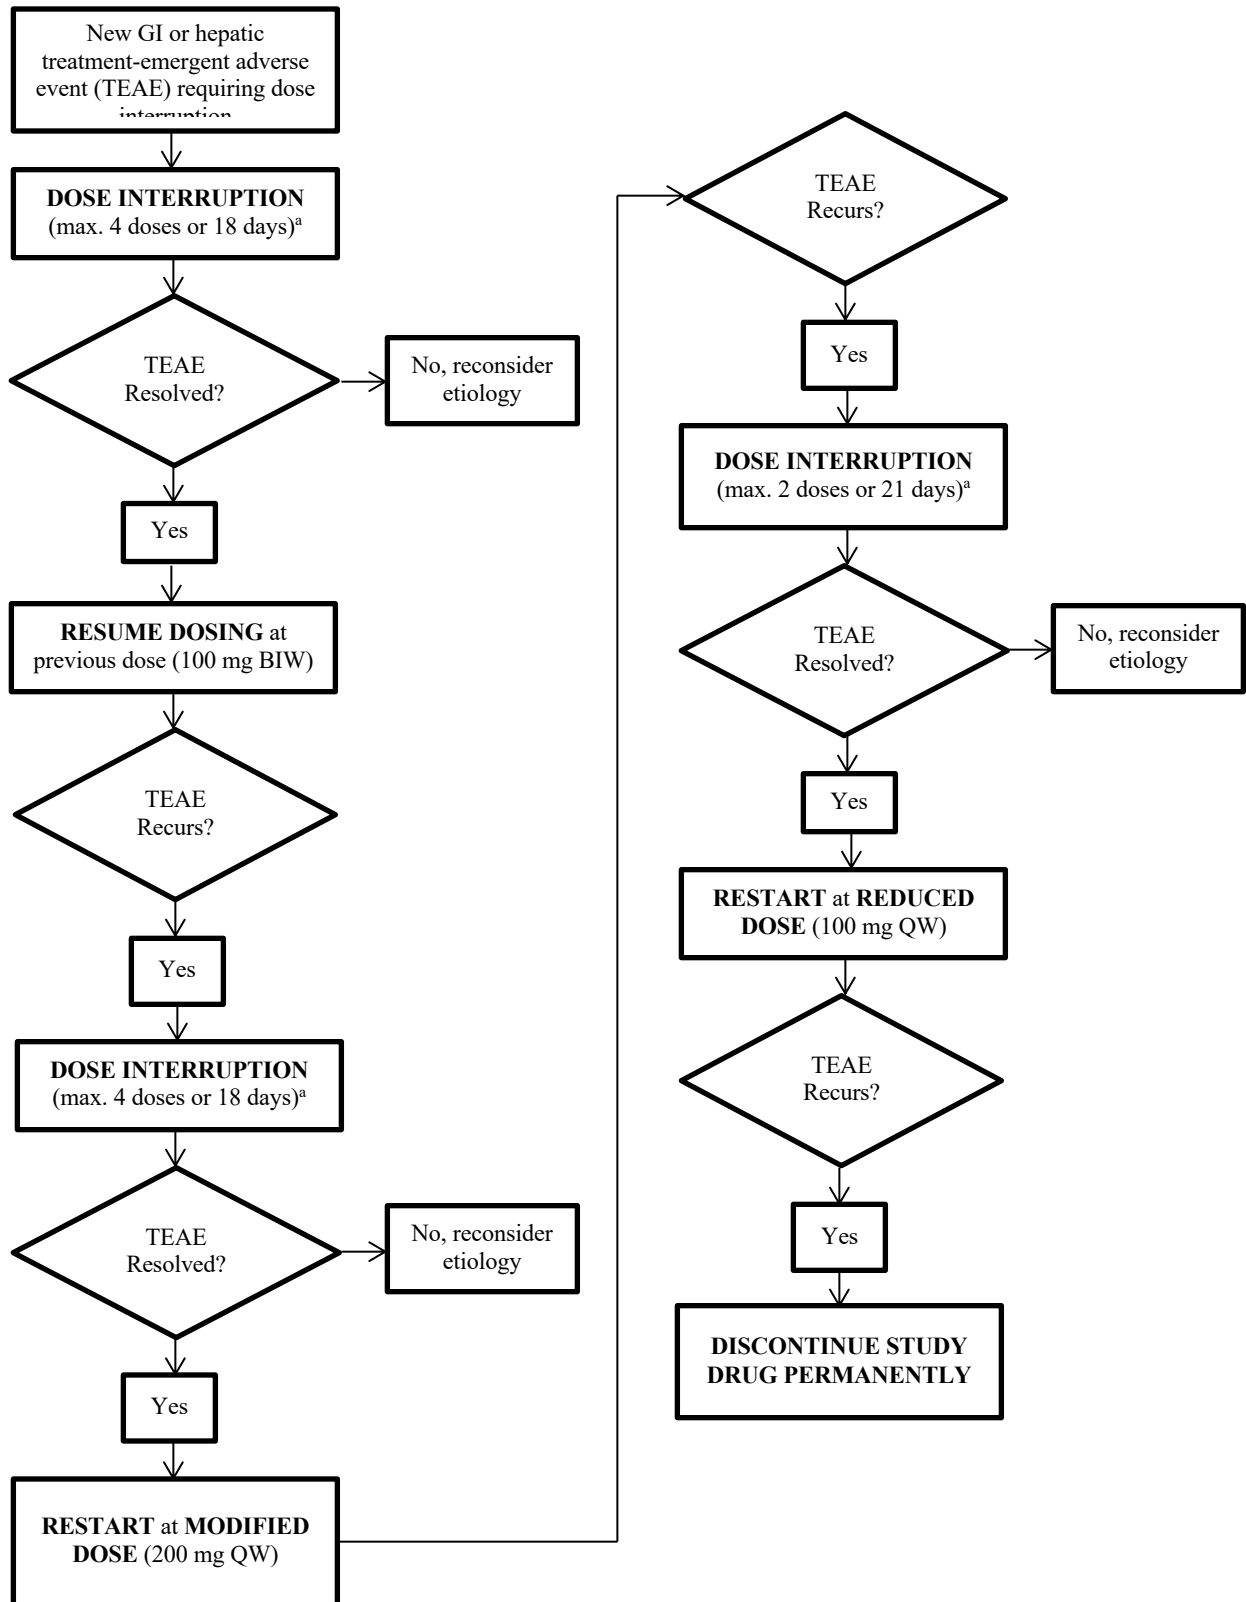 New GI or hepatic
treatment-emergent adverse
event (TEAE) requiring dose
interruption
DOSE INTERRUPTION
(max. 4 doses or 18 days)ᵃ
TEAE
Resolved?
No, reconsider
etiology
Yes
RESUME DOSING at
previous dose (100 mg BIW)
TEAE
Recurs?
Yes
DOSE INTERRUPTION
(max. 4 doses or 18 days)ᵃ
TEAE
Resolved?
No, reconsider
etiology
Yes
RESTART at MODIFIED
DOSE (200 mg QW)
TEAE
Recurs?
Yes
DOSE INTERRUPTION
(max. 2 doses or 21 days)ᵃ
TEAE
Resolved?
No, reconsider
etiology
Yes
RESTART at REDUCED
DOSE (100 mg QW)
TEAE
Recurs?
Yes
DISCONTINUE STUDY
DRUG PERMANENTLY